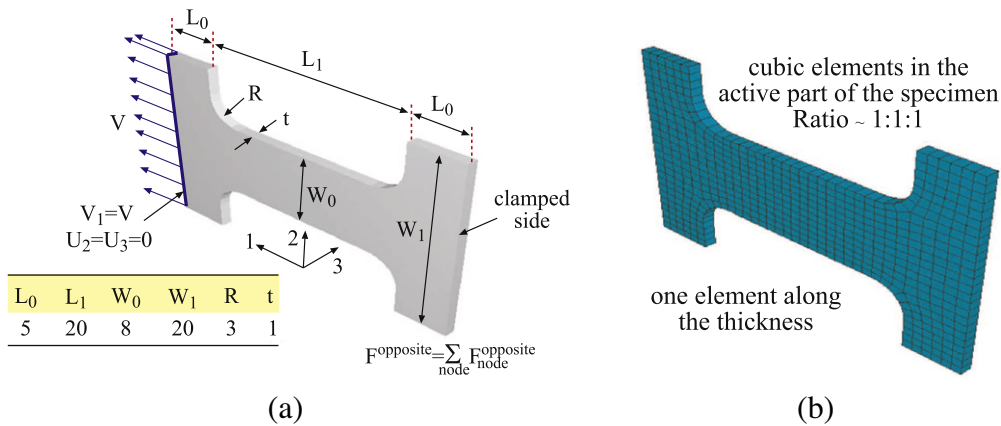 L₀
L₁
L₀
R
t
V
W₀
W₁
clamped
side
V₁=V
U₂=U₃=0
1
2
3
L₀ L₁ W₀ W₁ R t
5 20 8 20 3 1
F^opposite=Σ_node F_node^opposite
(a)
cubic elements in the
active part of the specimen
Ratio ~ 1:1:1
one element along
the thickness
(b)